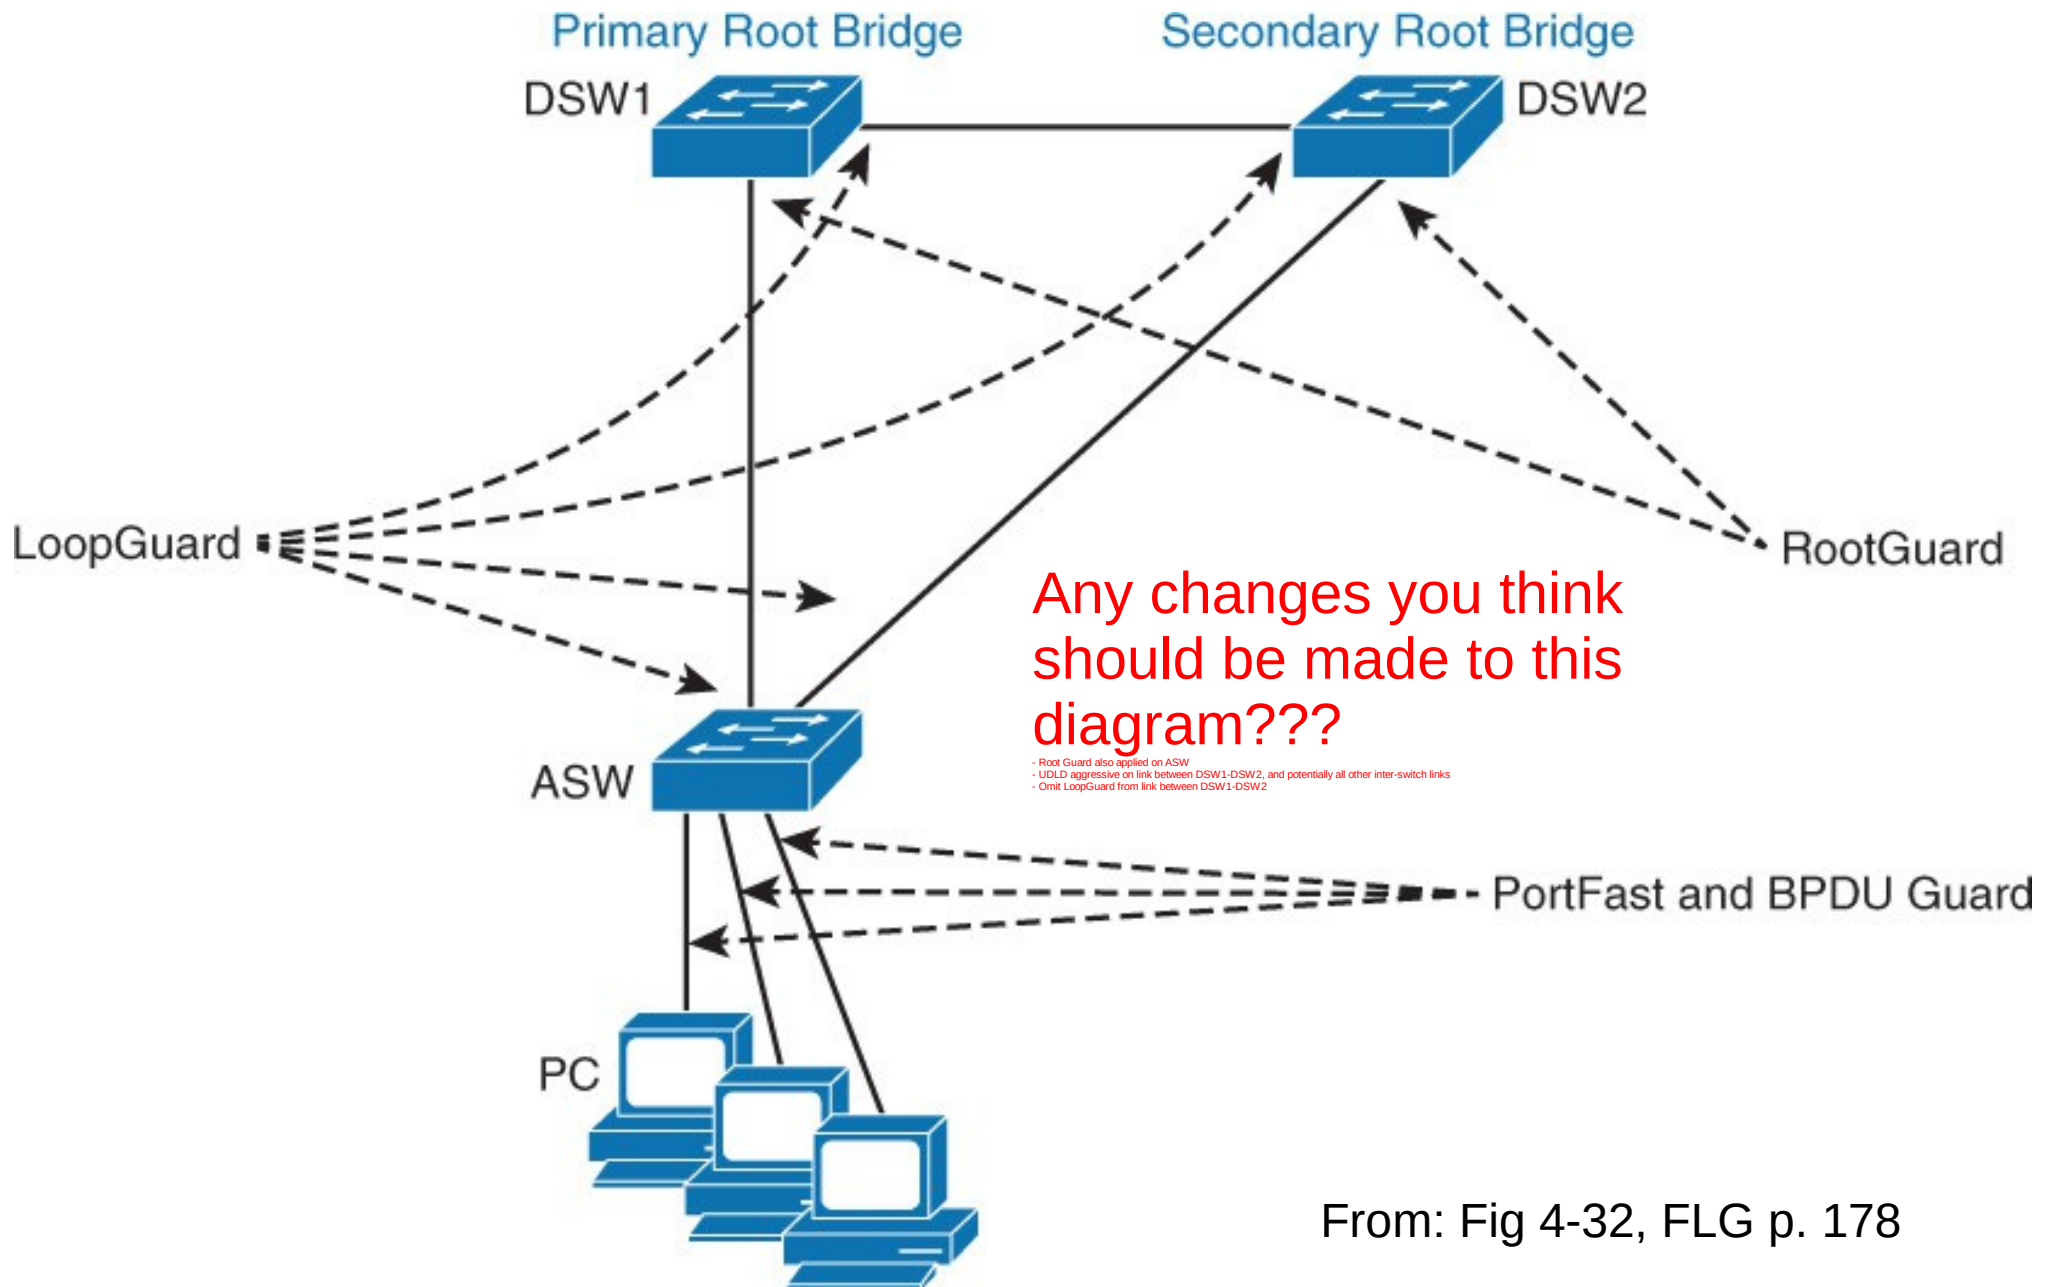 Primary Root Bridge
Secondary Root Bridge
DSW1
DSW2
LoopGuard
RootGuard
Any changes you think
should be made to this
diagram???
- Root Guard also applied on ASW
- UDLD aggressive on link between DSW1-DSW2, and potentially all other inter-switch links
- Omit LoopGuard from link between DSW1-DSW2
ASW
PortFast and BPDU Guard
PC
From: Fig 4-32, FLG p. 178